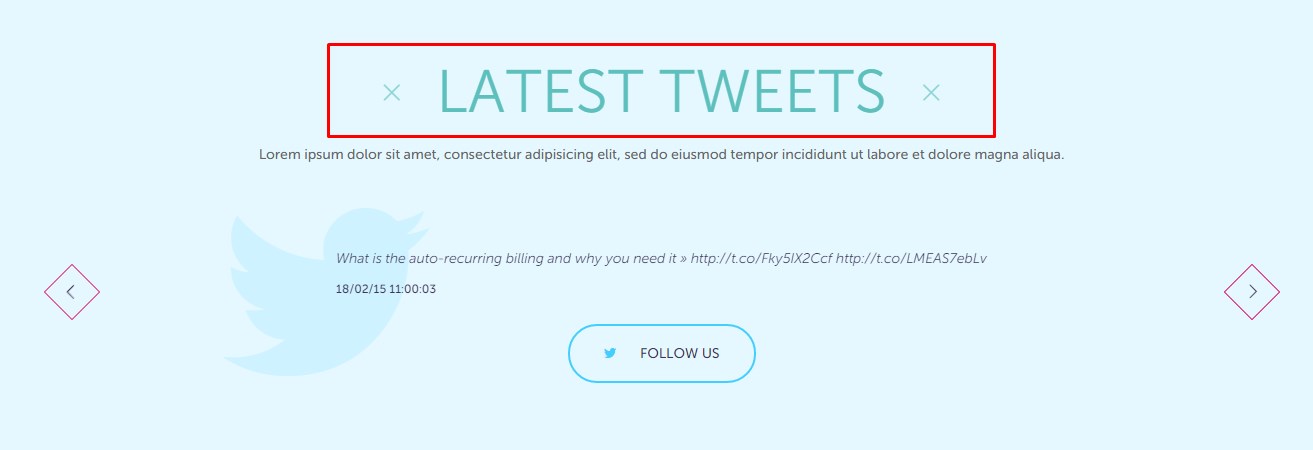 × LATEST TWEETS ×
Lorem ipsum dolor sit amet, consectetur adipisicing elit, sed do eiusmod tempor incididunt ut labore et dolore magna aliqua.
What is the auto-recurring billing and why you need it » http://t.co/Fky5IX2Ccf http://t.co/LMEAS7ebLv
18/02/15 11:00:03
FOLLOW US